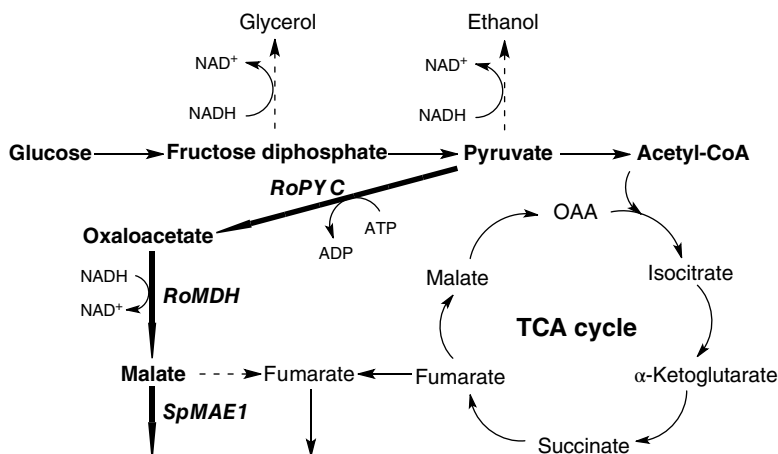 Glycerol
Ethanol
NAD+
NAD+
NADH
NADH
Glucose
Fructose diphosphate
Pyruvate
Acetyl-CoA
RoPYC
OAA
ATP
Oxaloacetate
ADP
NADH
Malate
Isocitrate
RoMDH
NAD+
TCA cycle
Malate
Fumarate
Fumarate
α-Ketoglutarate
SpMAE1
Succinate